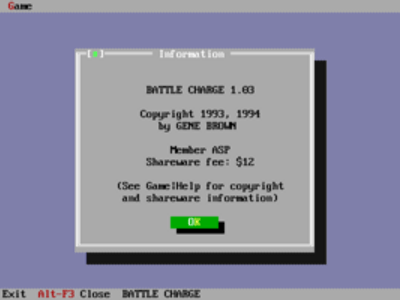 Game
Information
BATTLE CHARGE 1.03
Copyright 1993, 1994
by GENE BROWN
Member ASP
Shareware fee: $12
(See Game|Help for copyright
and shareware information)
OK
Exit Alt-F3 Close BATTLE CHARGE